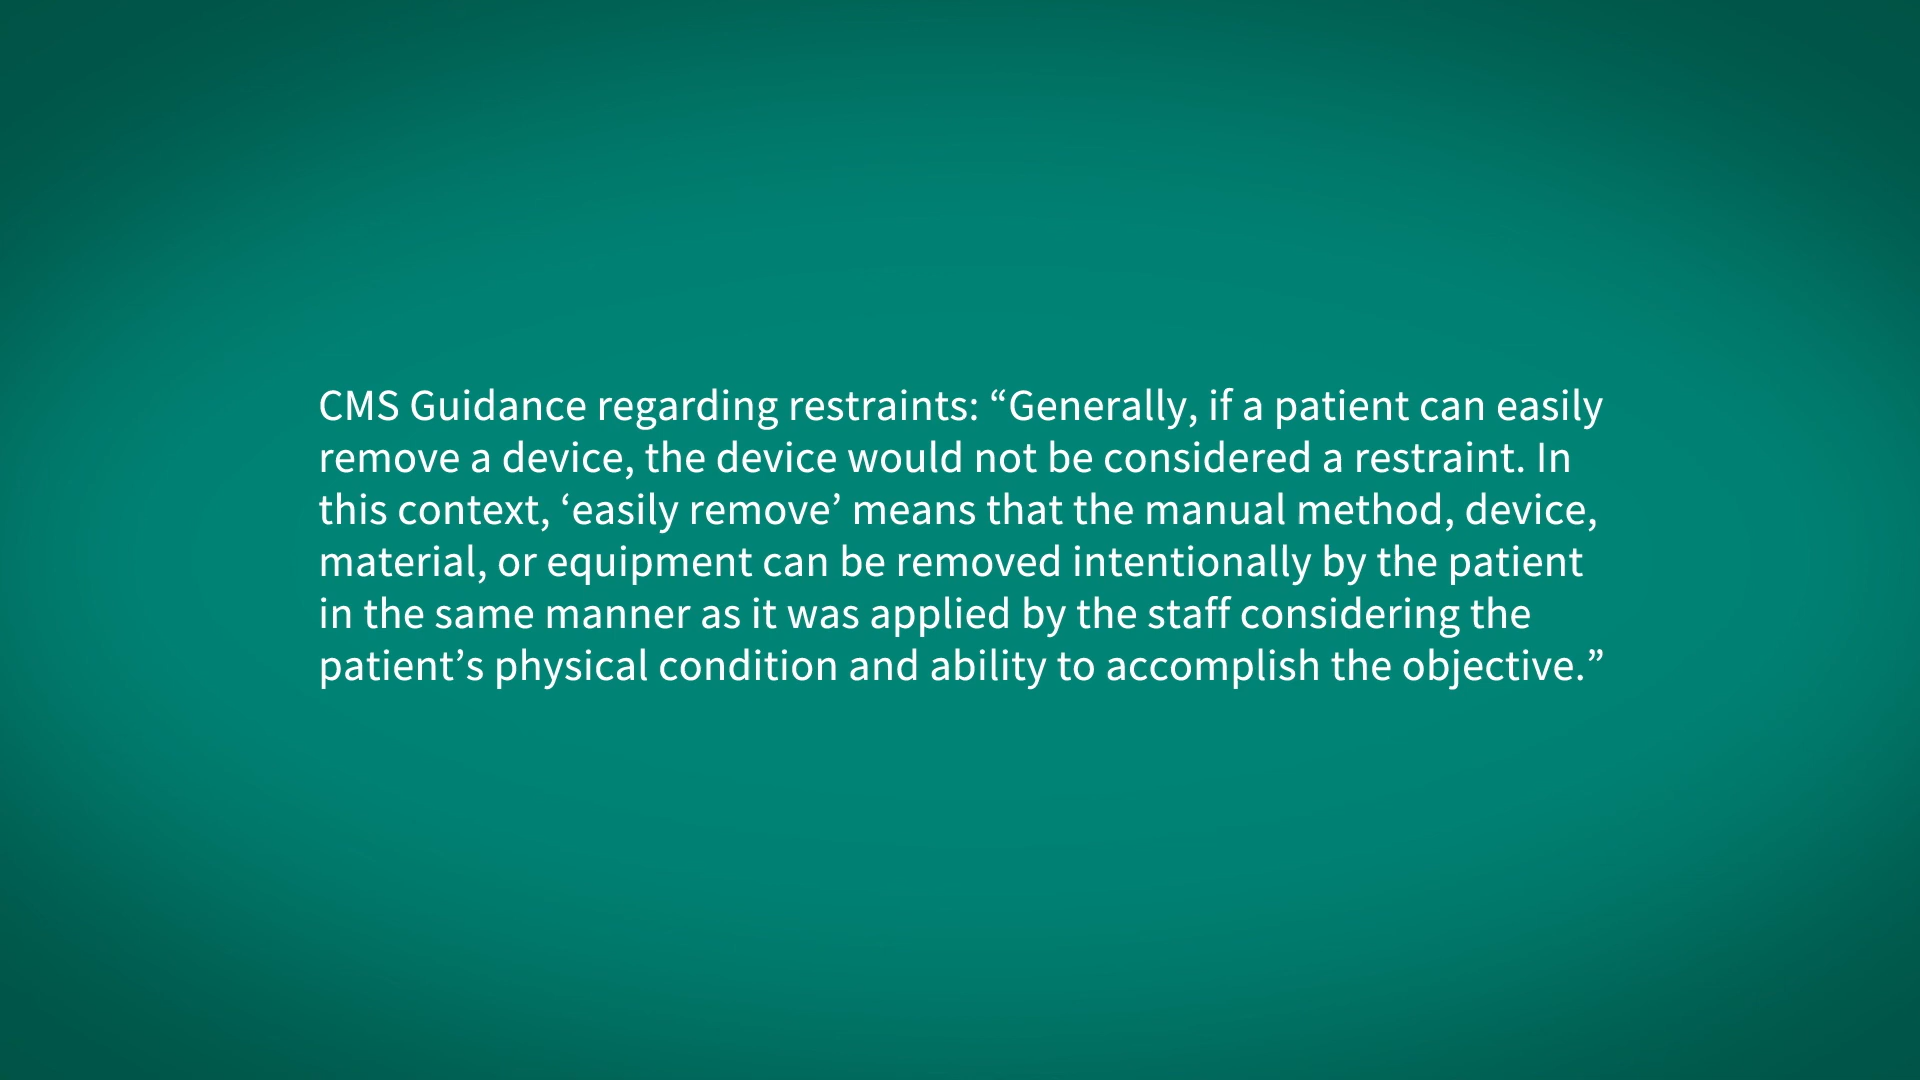 CMS Guidance regarding restraints: “Generally, if a patient can easily
remove a device, the device would not be considered a restraint. In
this context, ‘easily remove’ means that the manual method, device,
material, or equipment can be removed intentionally by the patient
in the same manner as it was applied by the staff considering the
patient’s physical condition and ability to accomplish the objective.”